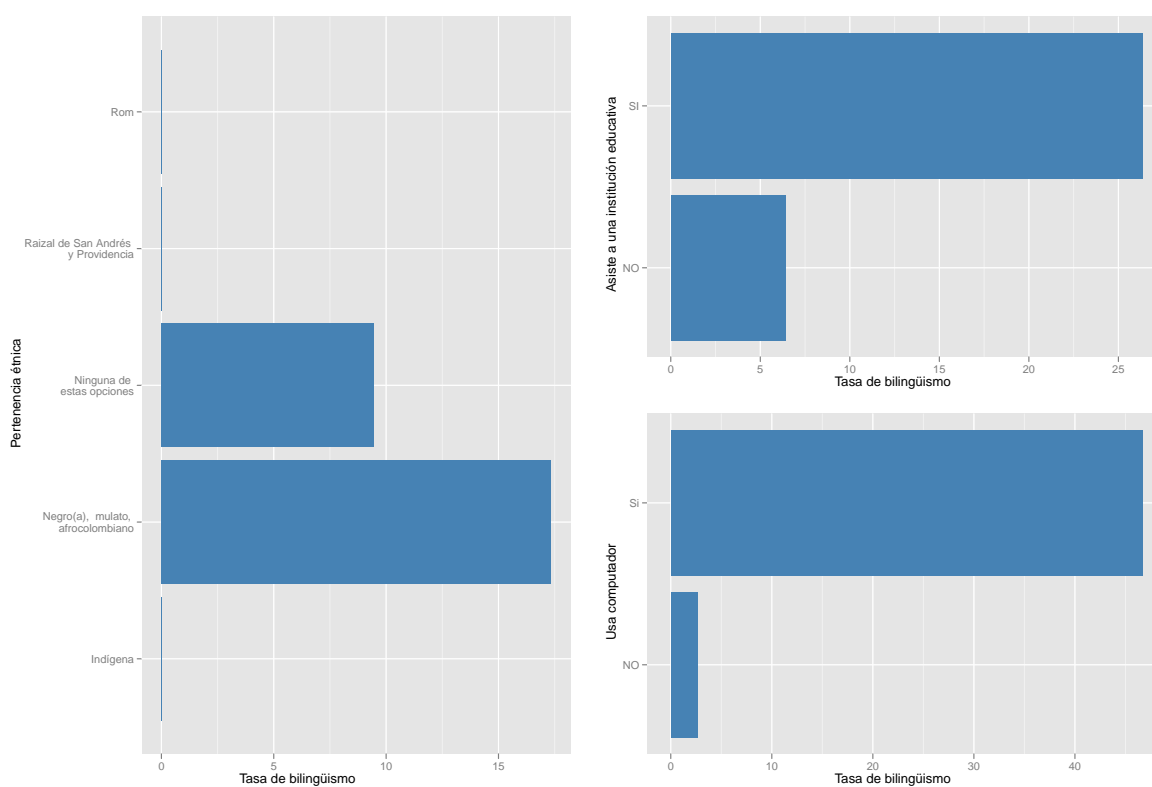 Pertenencia étnica
Rom
Raizal de San Andrés
y Providencia
Ninguna de
estas opciones
Negro(a), mulato,
afrocolombiano
Indígena
0 5 10 15
Tasa de bilingüismo
Asiste a una institución educativa
SI
NO
0 5 10 15 20 25
Tasa de bilingüismo
Usa computador
Si
NO
0 10 20 30 40
Tasa de bilingüismo